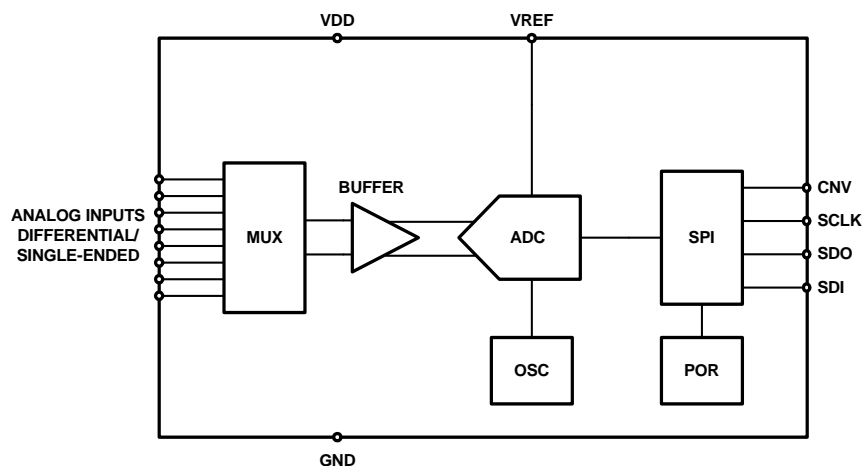 VDD
VREF
ANALOG INPUTS
DIFFERENTIAL/
SINGLE-ENDED
MUX
BUFFER
ADC
SPI
CNV
SCLK
SDO
SDI
OSC
POR
GND